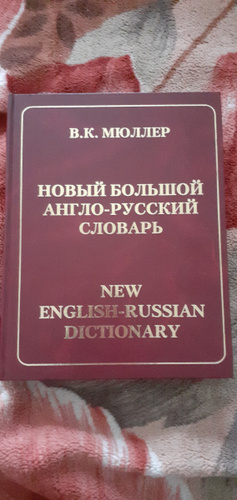 В.К. МЮЛЛЕР
НОВЫЙ БОЛЬШОЙ
АНГЛО-РУССКИЙ
СЛОВАРЬ
NEW
ENGLISH-RUSSIAN
DICTIONARY